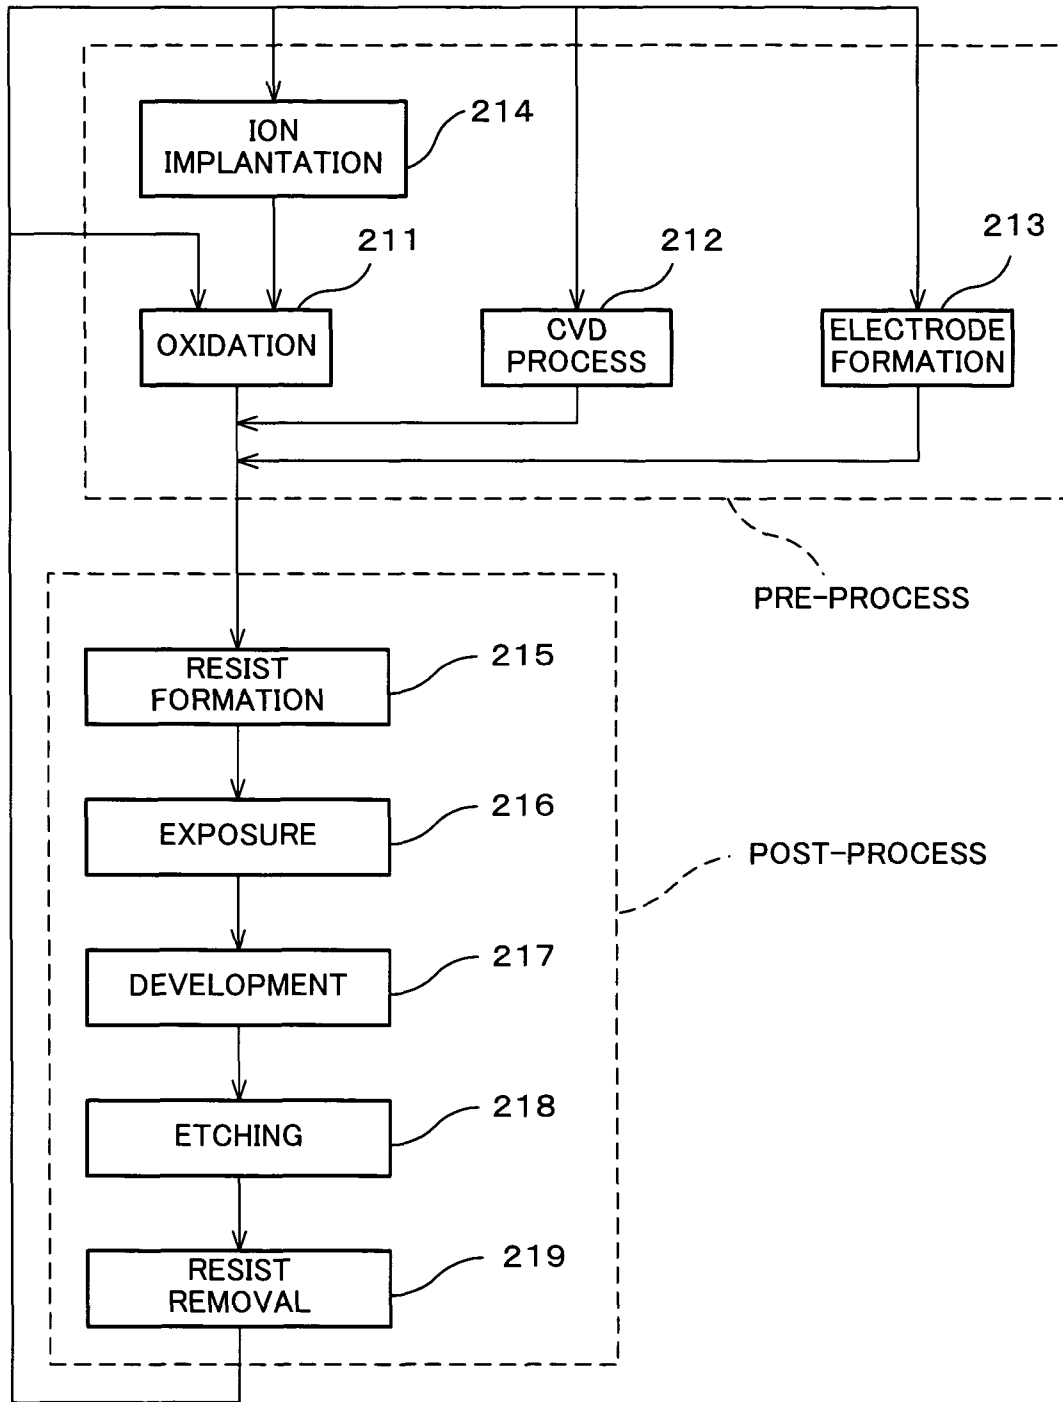 214
ION
IMPLANTATION
211
212
213
OXIDATION
CVD
PROCESS
ELECTRODE
FORMATION
PRE-PROCESS
215
RESIST
FORMATION
216
EXPOSURE
POST-PROCESS
217
DEVELOPMENT
218
ETCHING
219
RESIST
REMOVAL